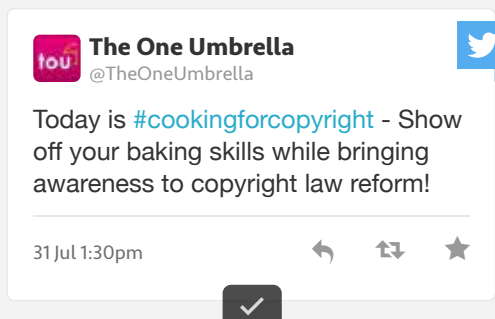 tou
The One Umbrella
@TheOneUmbrella
Today is #cookingforcopyright - Show
off your baking skills while bringing
awareness to copyright law reform!
31 Jul 1:30pm